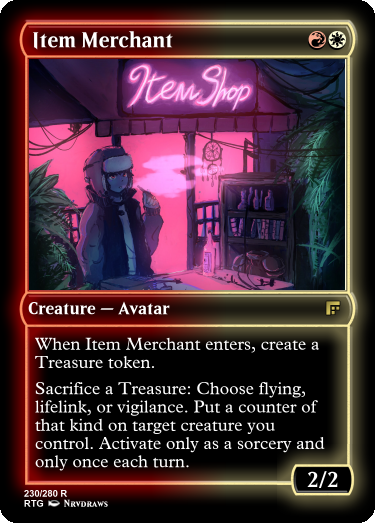 Item Merchant
Item Shop
Creature — Avatar
When Item Merchant enters, create a
Treasure token.
Sacrifice a Treasure: Choose flying,
lifelink, or vigilance. Put a counter of
that kind on target creature you
control. Activate only as a sorcery and
only once each turn.
2/2
230/280 R
RTG NRVDRAWS